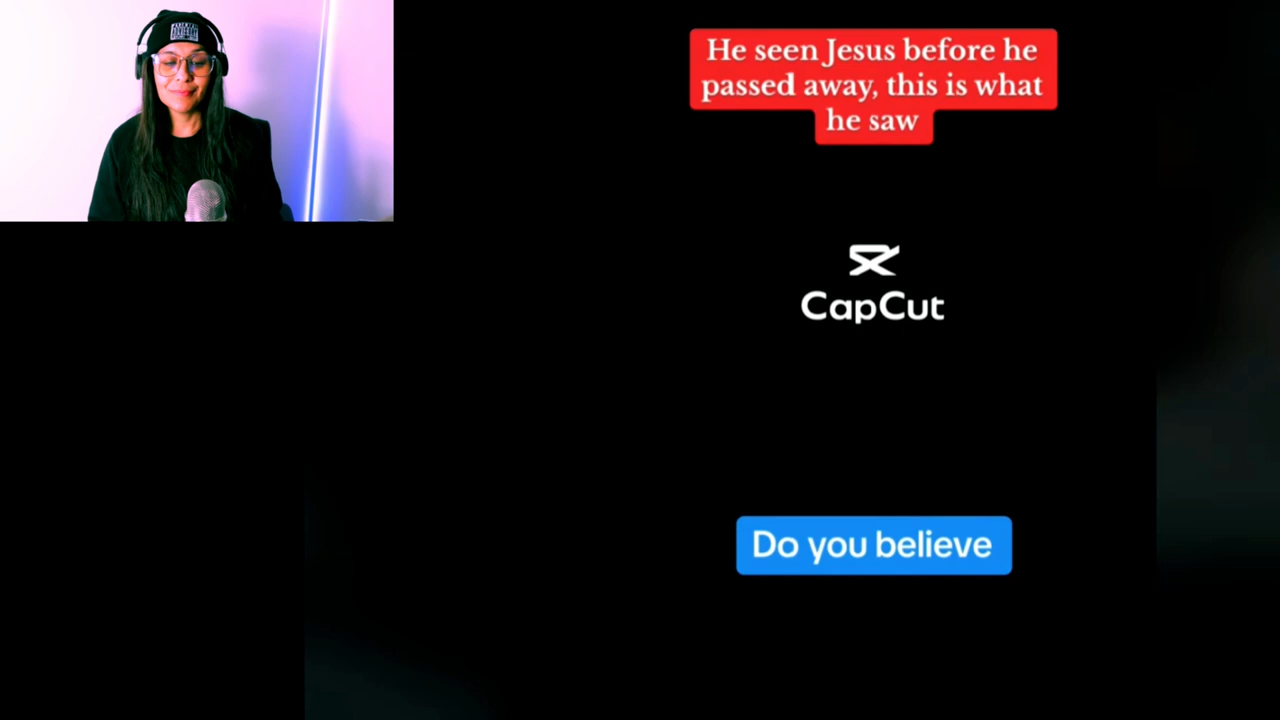 He seen Jesus before he
passed away, this is what
he saw
CapCut
Do you believe